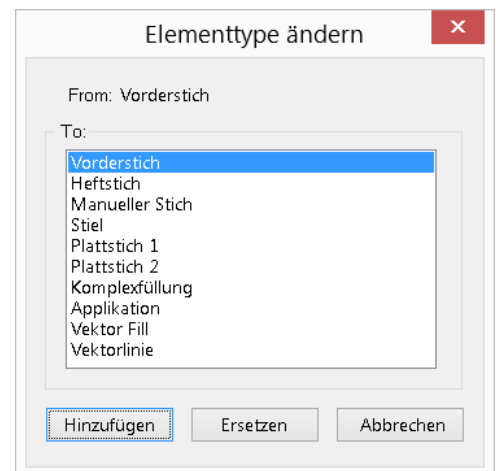 Elementtype ändern
From: Vorderstich
To:
Vorderstich
Heftstich
Manueller Stich
Stiel
Plattstich 1
Plattstich 2
Komplexfüllung
Applikation
Vektor Fill
Vektorlinie
Hinzufügen Ersetzen Abbrechen